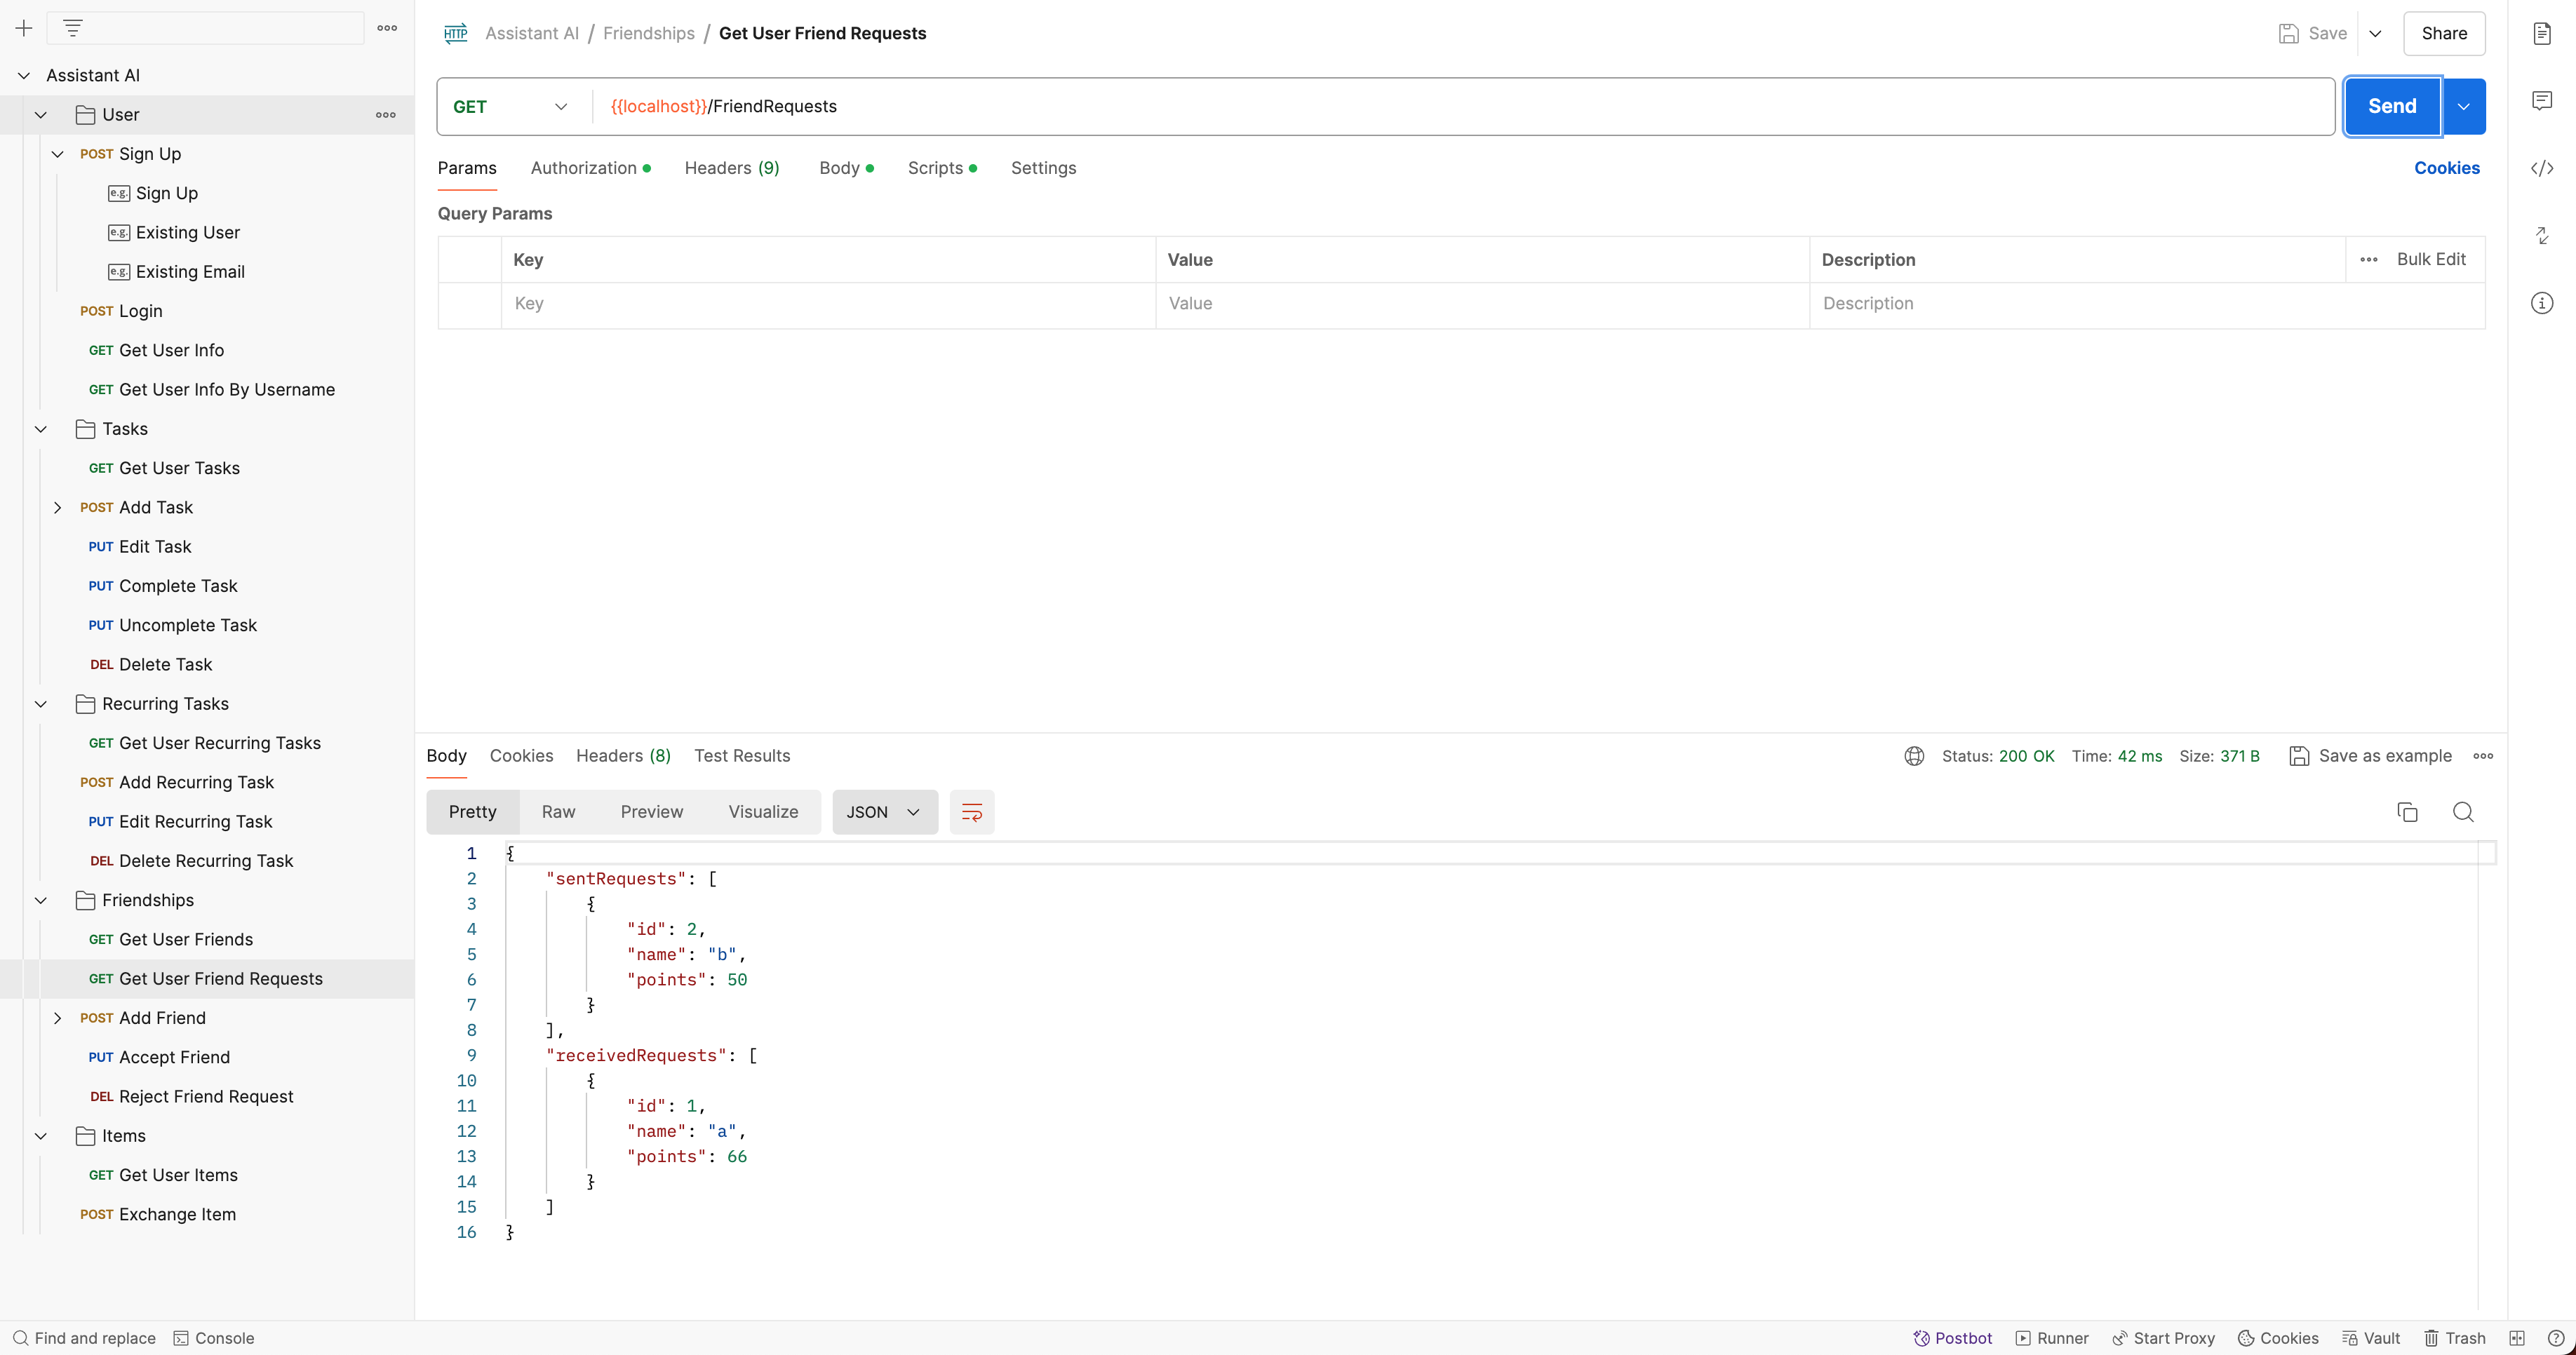 Assistant AI
User
POST Sign Up
e.g. Sign Up
e.g. Existing User
e.g. Existing Email
POST Login
GET Get User Info
GET Get User Info By Username
Tasks
GET Get User Tasks
POST Add Task
PUT Edit Task
PUT Complete Task
PUT Uncomplete Task
DEL Delete Task
Recurring Tasks
GET Get User Recurring Tasks
POST Add Recurring Task
PUT Edit Recurring Task
DEL Delete Recurring Task
Friendships
GET Get User Friends
GET Get User Friend Requests
POST Add Friend
PUT Accept Friend
DEL Reject Friend Request
Items
GET Get User Items
POST Exchange Item
HTTP Assistant AI / Friendships / Get User Friend Requests Save Share
GET {{localhost}}/FriendRequests Send
Params Authorization Headers (9) Body Scripts Settings Cookies
Query Params
Key Value Description Bulk Edit
Key Value Description
Body Cookies Headers (8) Test Results Status: 200 OK Time: 42 ms Size: 371 B Save as example
Pretty Raw Preview Visualize JSON
1 {
2 "sentRequests": [
3 {
4 "id": 2,
5 "name": "b",
6 "points": 50
7 }
8 ],
9 "receivedRequests": [
10 {
11 "id": 1,
12 "name": "a",
13 "points": 66
14 }
15 ]
16 }
Find and replace Console Postbot Runner Start Proxy Cookies Vault Trash